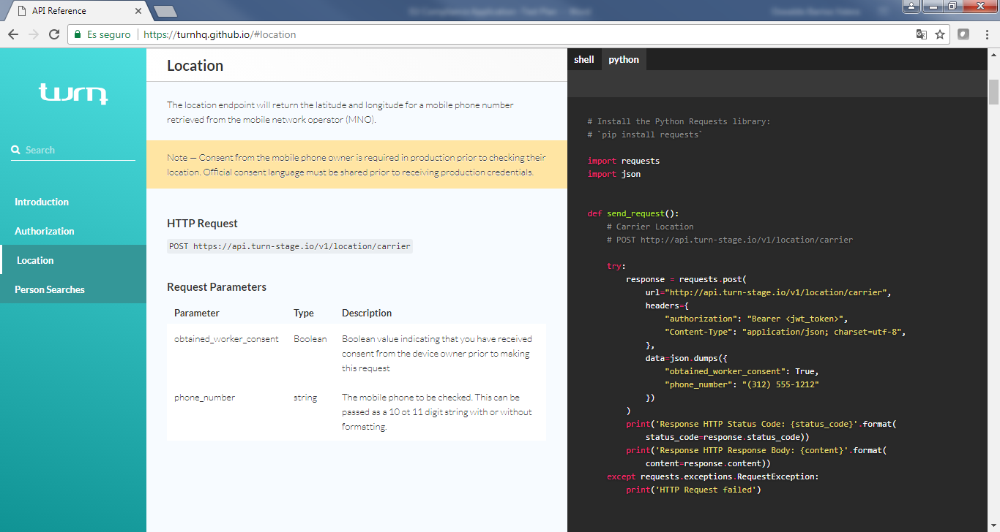 API Reference
Es seguro
https://turnhq.github.io/#location
turn
Search
Introduction
Authorization
Location
Person Searches
Location
The location endpoint will return the latitude and longitude for a mobile phone number
retrieved from the mobile network operator (MNO).
Note — Consent from the mobile phone owner is required in production prior to checking their
location. Official consent language must be shared prior to receiving production credentials.
HTTP Request
POST https://api.turn-stage.io/v1/location/carrier
Request Parameters
Parameter Type Description
obtained_worker_consent Boolean Boolean value indicating that you have received
consent from the device owner prior to making
this request
phone_number string The mobile phone to be checked. This can be
passed as a 10 ot 11 digit string with or without
formatting.
shell python
# Install the Python Requests library:
# `pip install requests`
import requests
import json
def send_request():
# Carrier Location
# POST http://api.turn-stage.io/v1/location/carrier
try:
response = requests.post(
url="http://api.turn-stage.io/v1/location/carrier",
headers={
"authorization": "Bearer <jwt_token>",
"Content-Type": "application/json; charset=utf-8",
},
data=json.dumps({
"obtained_worker_consent": True,
"phone_number": "(312) 555-1212"
})
)
print('Response HTTP Status Code: {status_code}'.format(
status_code=response.status_code))
print('Response HTTP Response Body: {content}'.format(
content=response.content))
except requests.exceptions.RequestException:
print('HTTP Request failed')